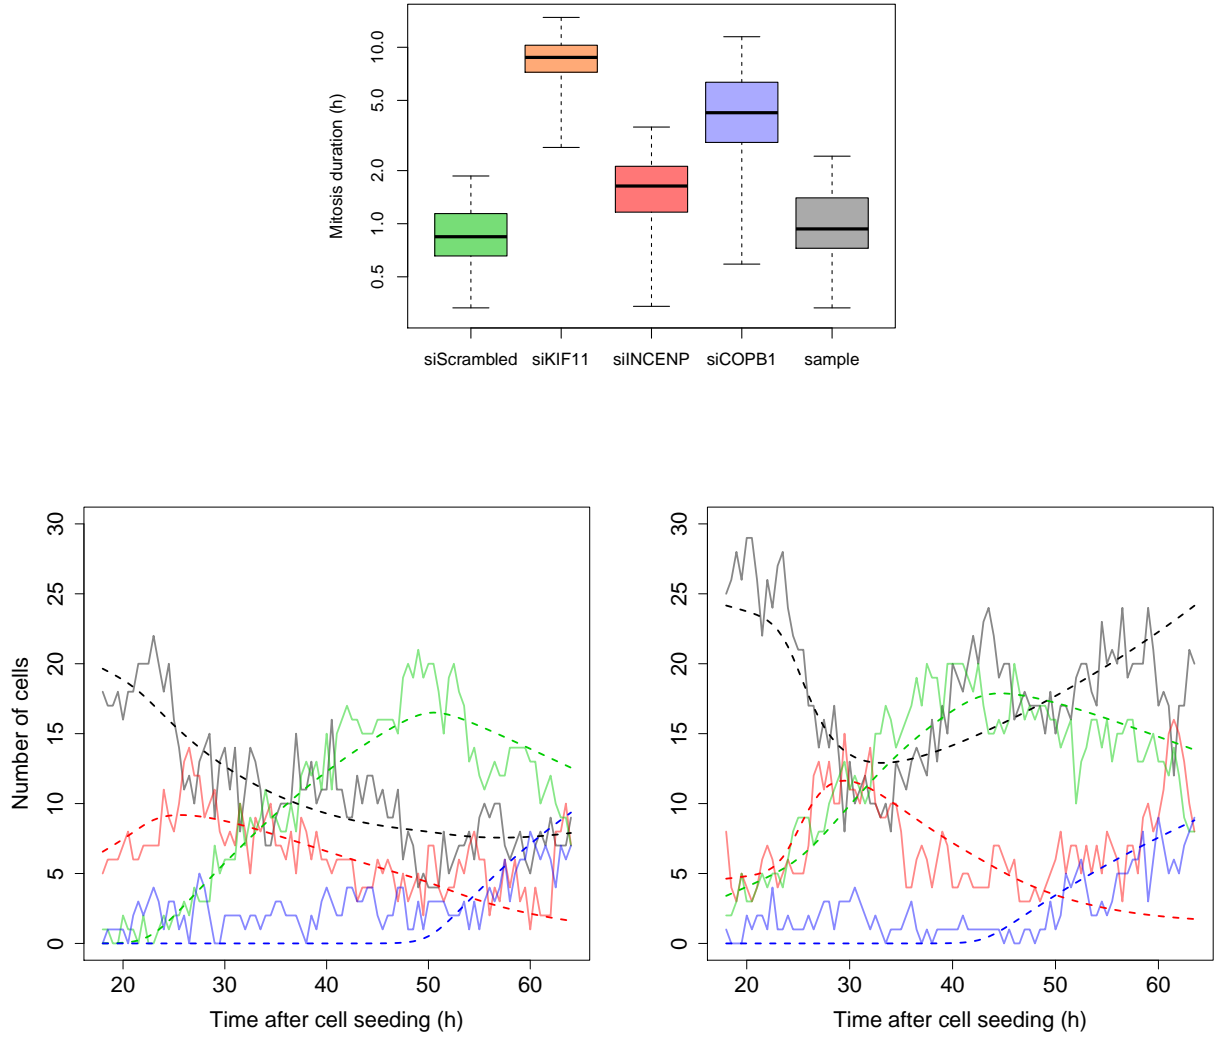 Mitosis duration (h)
10.0
5.0
2.0
1.0
0.5
siScrambled siKIF11 siINCENP siCOPB1 sample
Number of cells
30
25
20
15
10
5
0
20 30 40 50 60
Time after cell seeding (h)
30
25
20
15
10
5
0
20 30 40 50 60
Time after cell seeding (h)